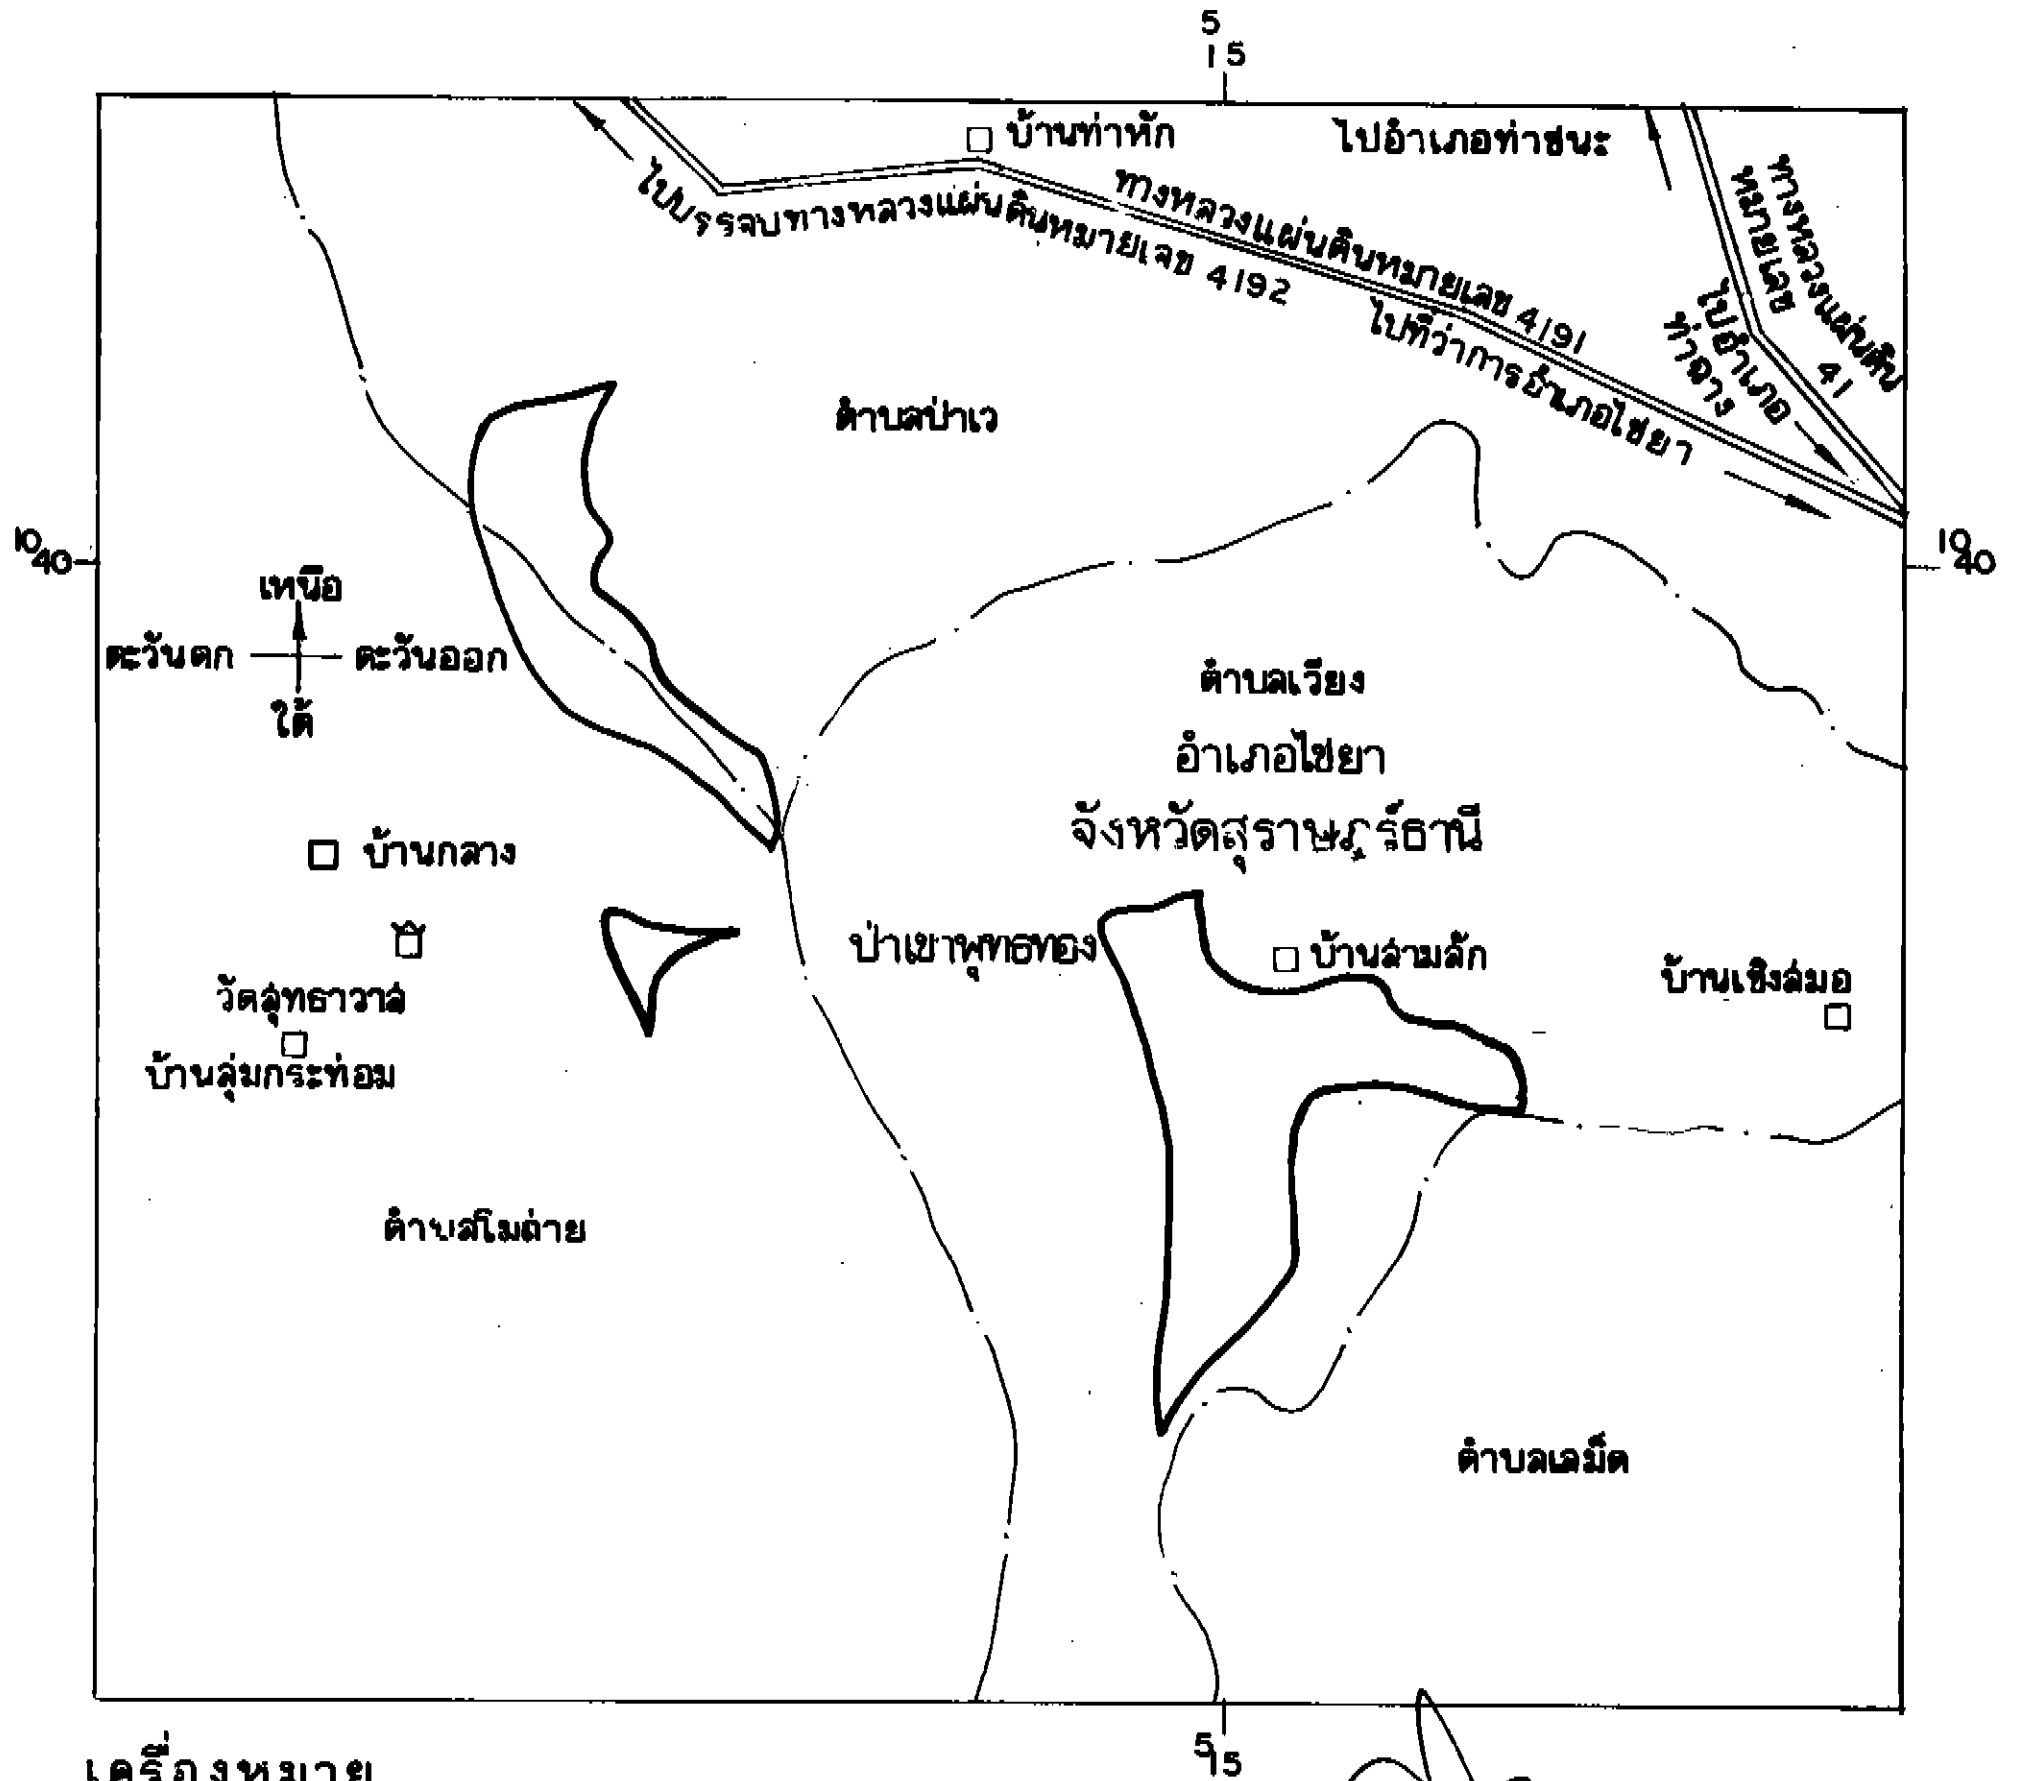 5
15
บ้านท่าหัก
ไปอำเภอท่าชนะ
ทางหลวงแผ่นดิน
หมายเลข 41
ไปบรรจบทางหลวงแผ่นดินหมายเลข 4192
ทางหลวงแผ่นดินหมายเลข 4191
ไปที่ว่าการอำเภอไชยา
ไปอำเภอ
ท่าฉาง
ตำบลป่าเว
10
40
10
40
เหนือ
ตะวันตก
ตะวันออก
ใต้
ตำบลเวียง
อำเภอไชยา
จังหวัดสุราษฎร์ธานี
บ้านกลาง
ป่าเขาพุทธทอง
บ้านสามสัก
บ้านเชิงสมอ
วัดสุทธาวาส
บ้านสุ่มกระท่อม
ตำบลโมถ่าย
ตำบลเลม็ด
5
15
เครื่องหมาย